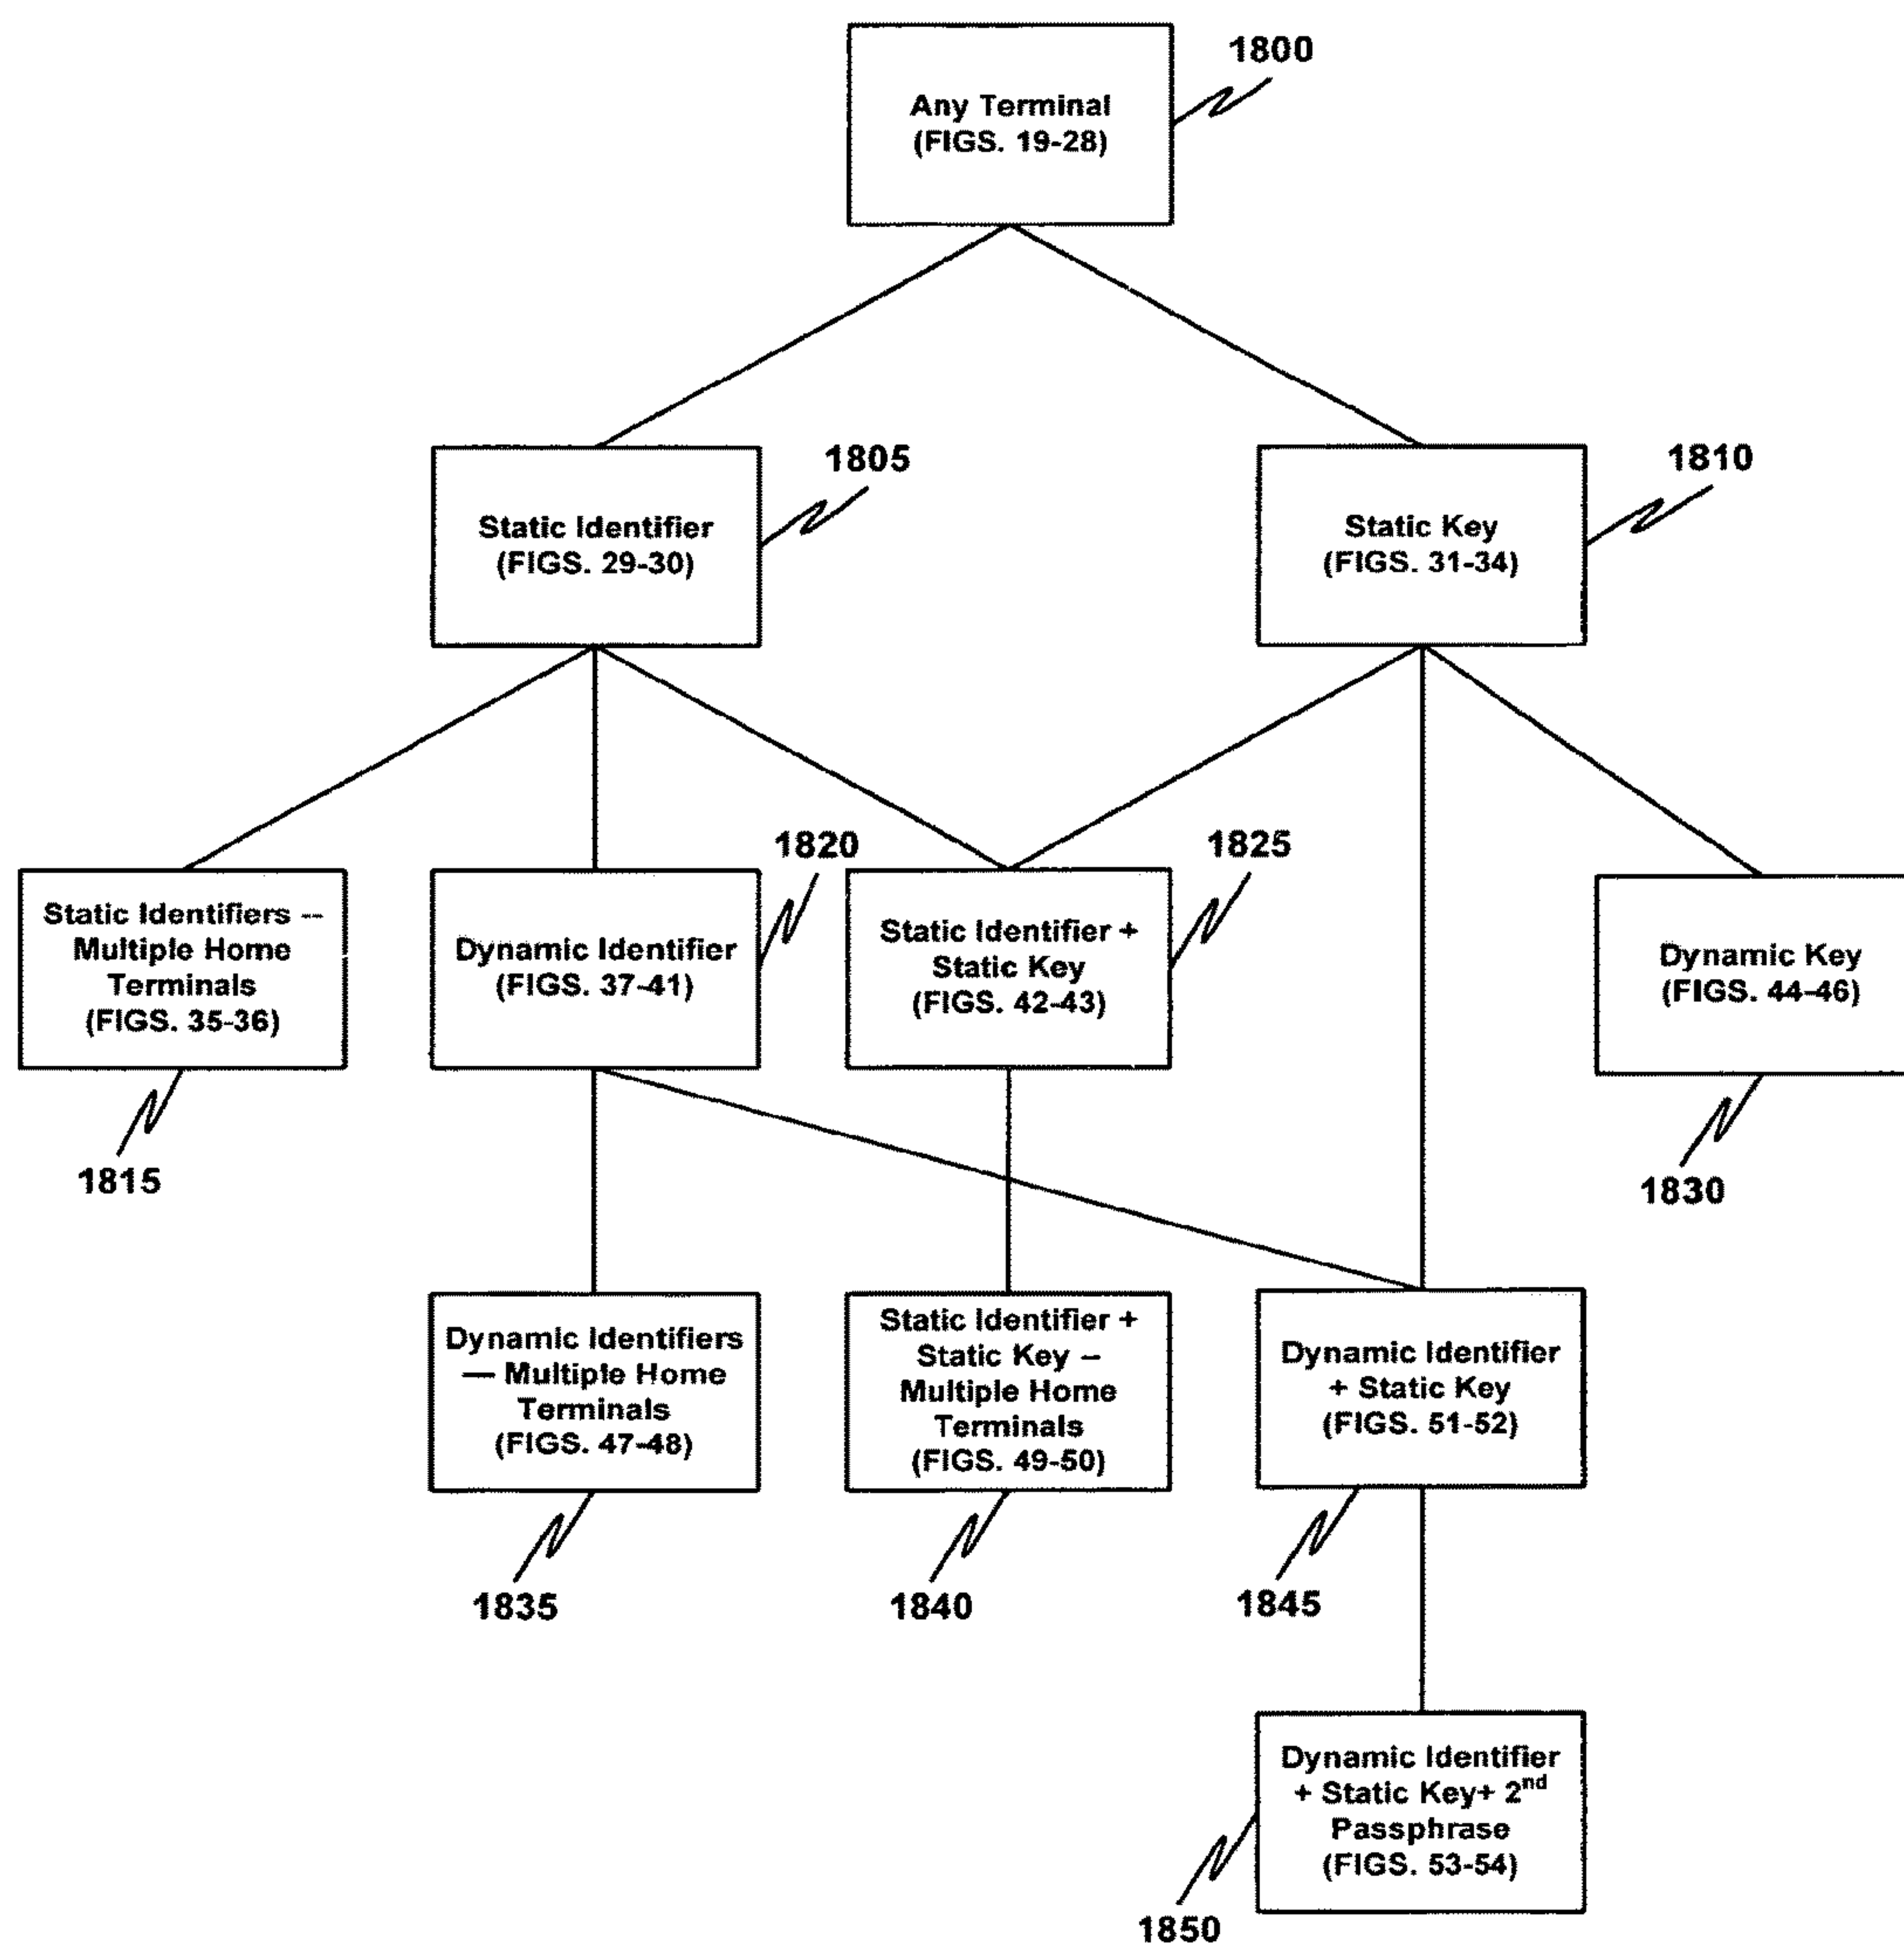 1800
Any Terminal
(FIGS. 19-28)
1805
1810
Static Identifier
(FIGS. 29-30)
Static Key
(FIGS. 31-34)
1820
1825
Static Identifiers --
Multiple Home
Terminals
(FIGS. 35-36)
Dynamic Identifier
(FIGS. 37-41)
Static Identifier +
Static Key
(FIGS. 42-43)
Dynamic Key
(FIGS. 44-46)
1815
1830
Dynamic Identifiers
— Multiple Home
Terminals
(FIGS. 47-48)
Static Identifier +
Static Key –
Multiple Home
Terminals
(FIGS. 49-50)
Dynamic Identifier
+ Static Key
(FIGS. 51-52)
1835
1840
1845
Dynamic Identifier
+ Static Key+ 2nd
Passphrase
(FIGS. 53-54)
1850